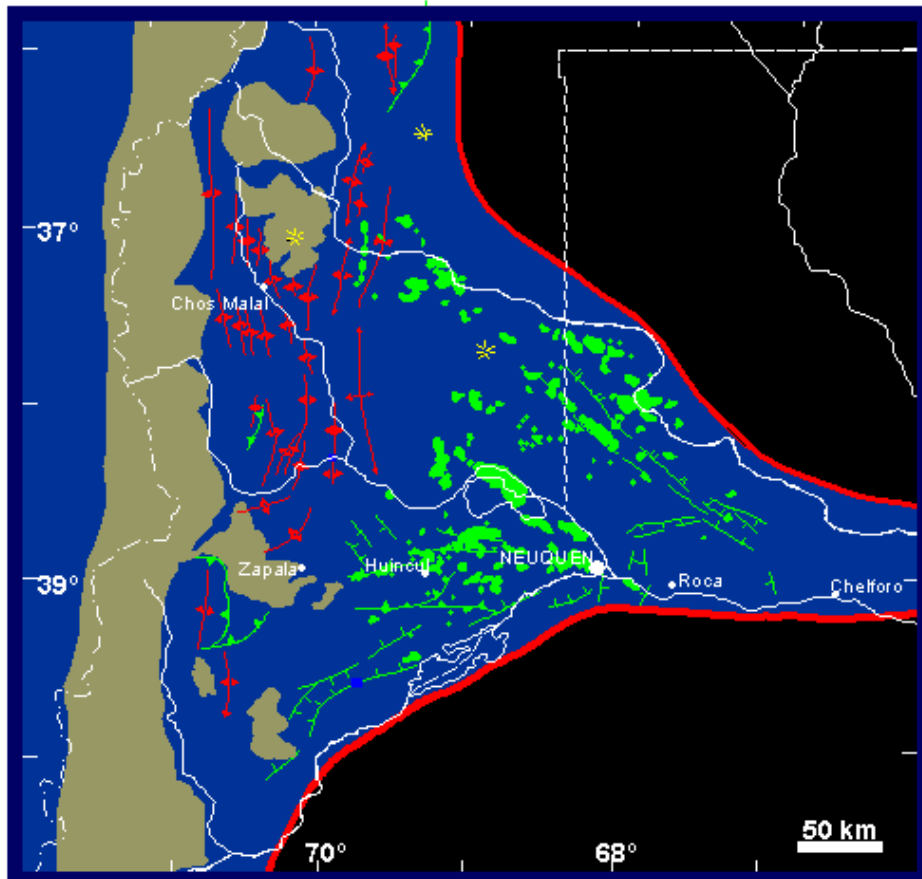 37°
Chos Malal
NEUQUEN
Zapala
Huincul
39°
Roca
Chelforo
50 km
70°
68°